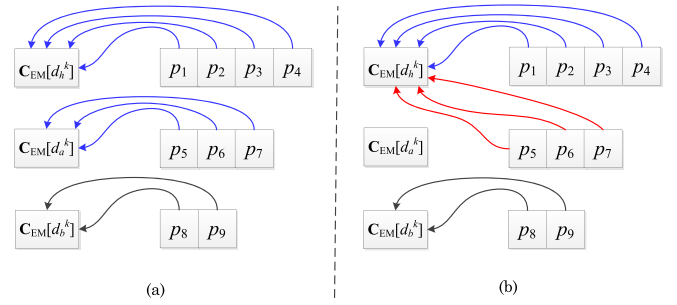 C_EM[d_h^k] p_1 p_2 p_3 p_4
C_EM[d_a^k] p_5 p_6 p_7
C_EM[d_b^k] p_8 p_9
(a)
C_EM[d_h^k] p_1 p_2 p_3 p_4
C_EM[d_a^k] p_5 p_6 p_7
C_EM[d_b^k] p_8 p_9
(b)